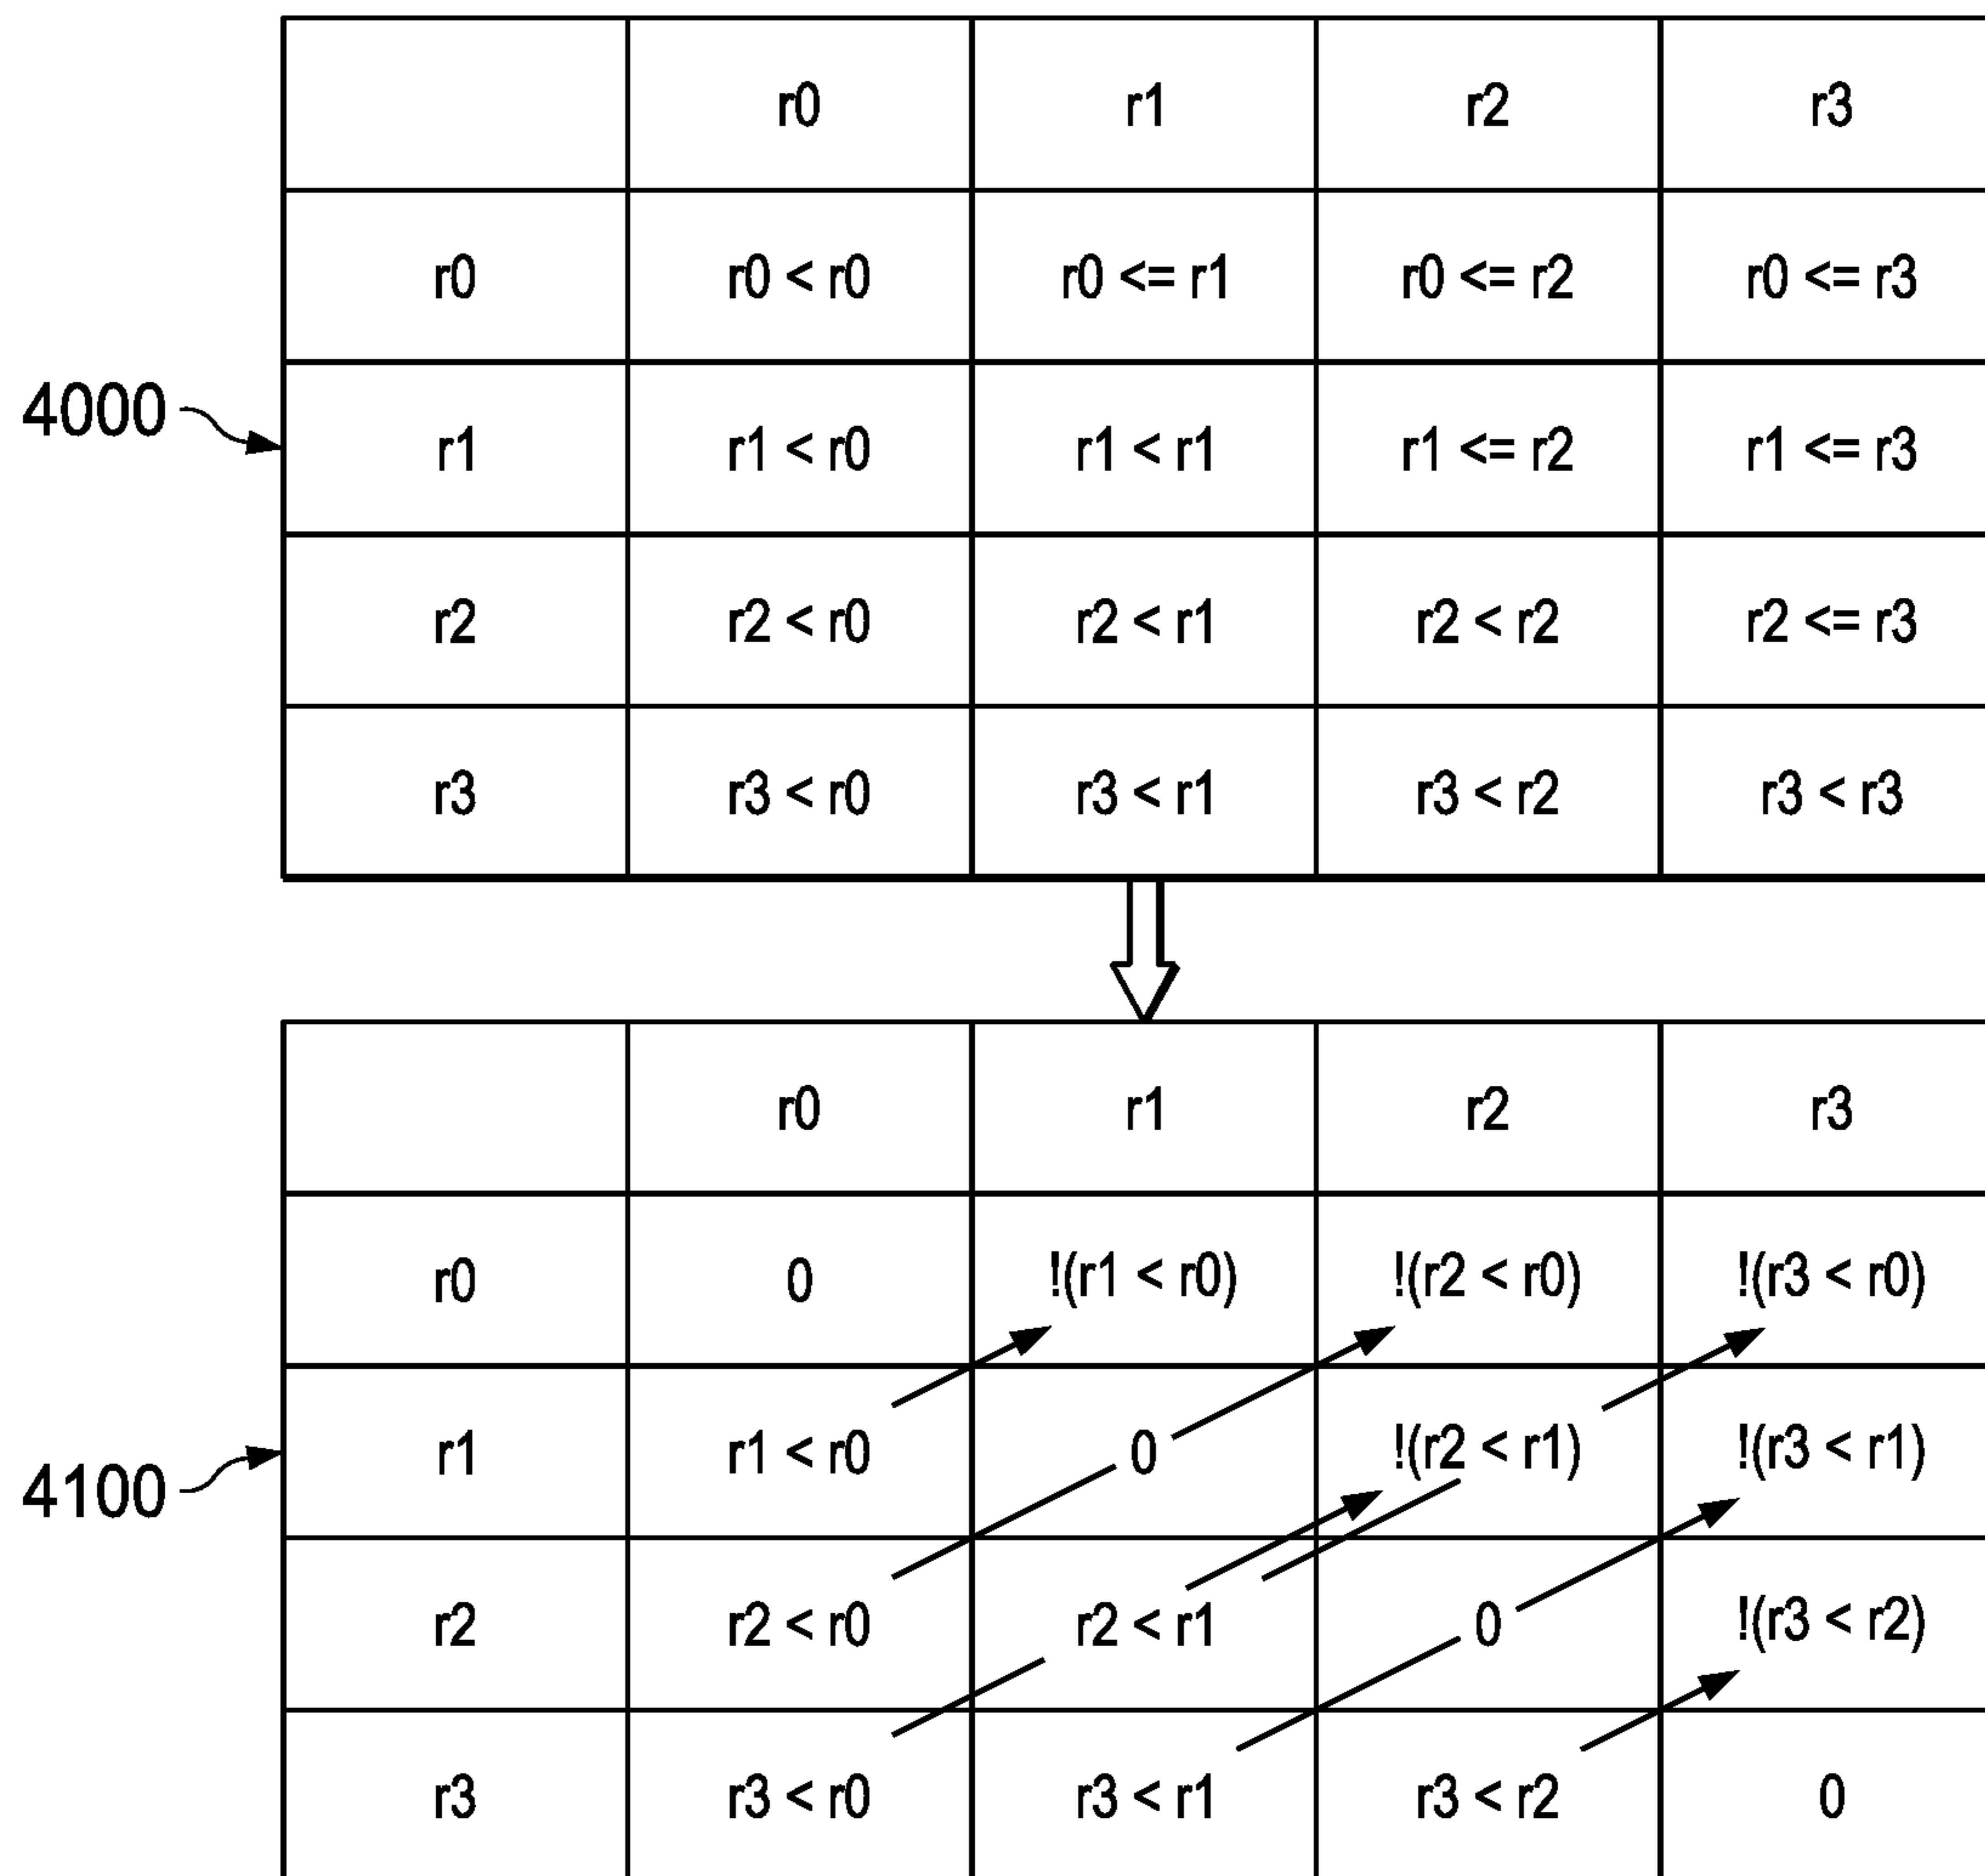 r0 r1 r2 r3
r0 r0 < r0 r0 <= r1 r0 <= r2 r0 <= r3
4000
r1 r1 < r0 r1 < r1 r1 <= r2 r1 <= r3
r2 r2 < r0 r2 < r1 r2 < r2 r2 <= r3
r3 r3 < r0 r3 < r1 r3 < r2 r3 < r3
r0 r1 r2 r3
r0 0 !(r1 < r0) !(r2 < r0) !(r3 < r0)
r1 r1 < r0 0 !(r2 < r1) !(r3 < r1)
4100
r2 r2 < r0 r2 < r1 0 !(r3 < r2)
r3 r3 < r0 r3 < r1 r3 < r2 0